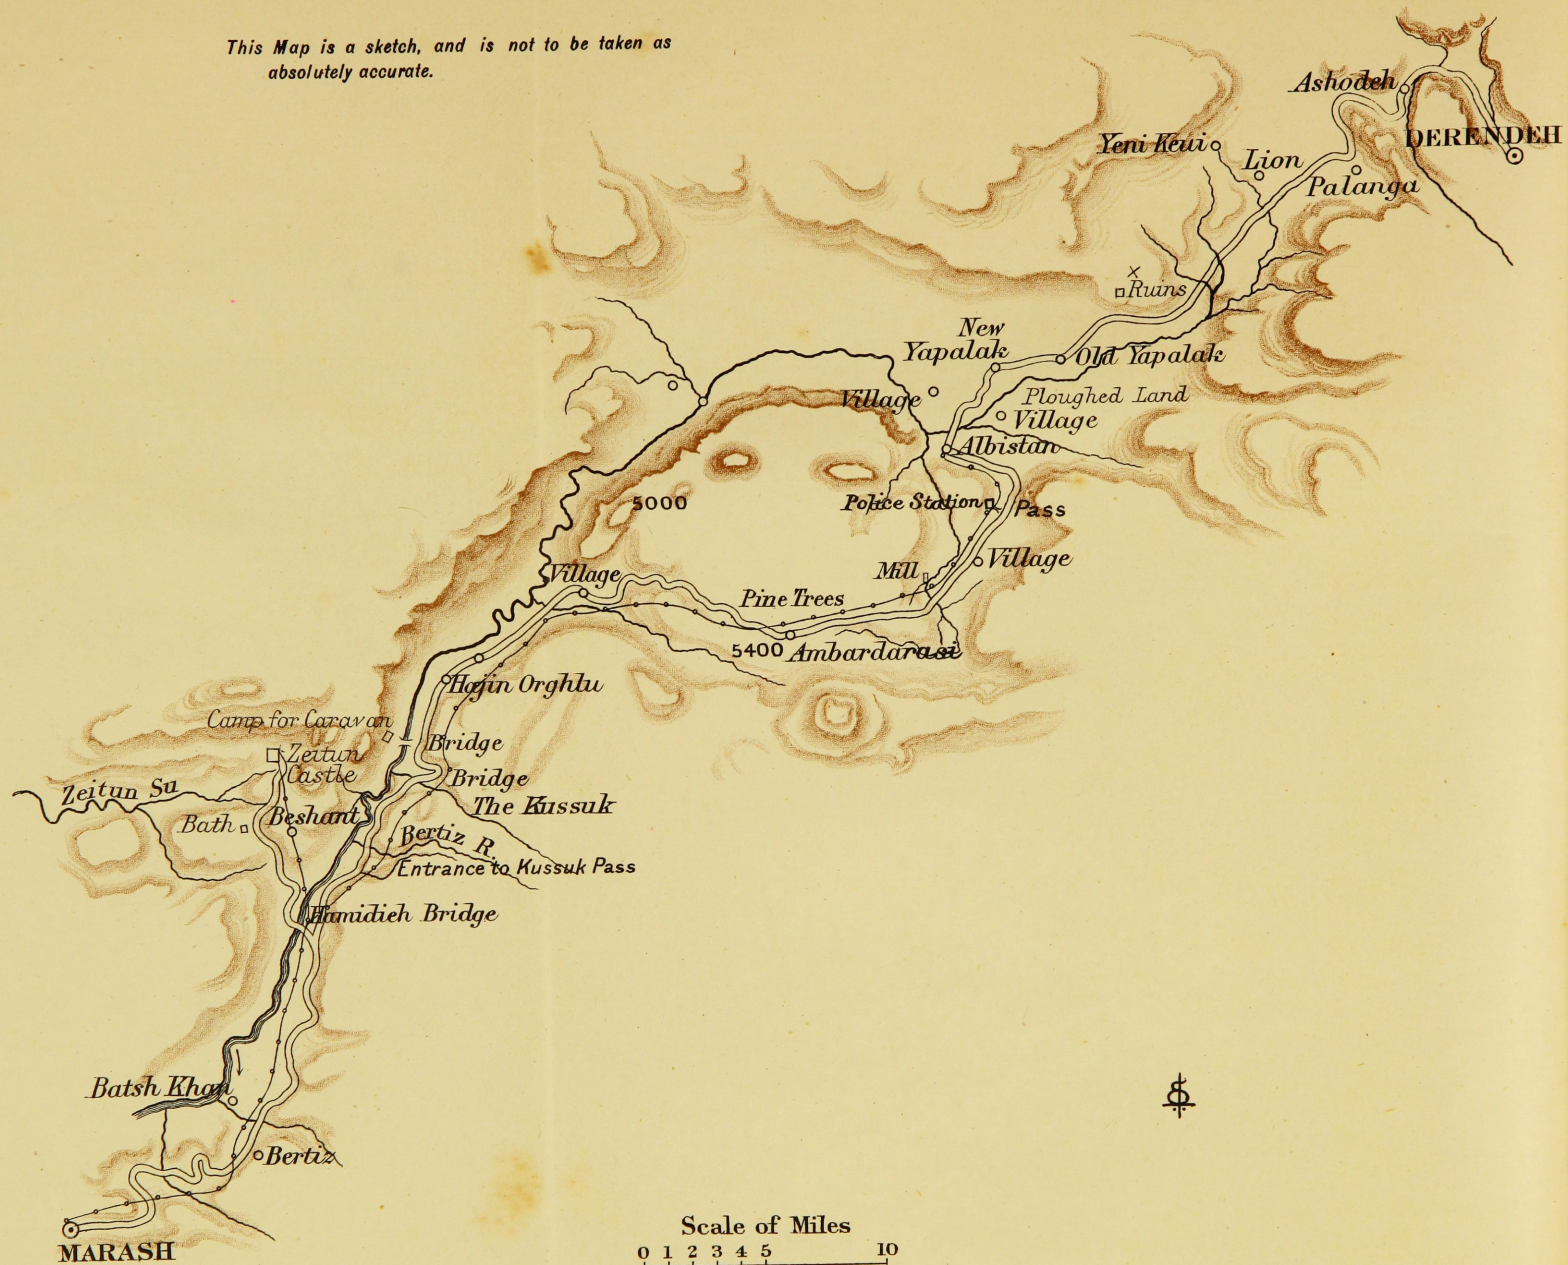 This Map is a sketch, and is not to be taken as
absolutely accurate.
Ashodeh
DERENDEH
Yeni Keui
Lion
Palanga
Ruins
New
Yapalak
Old Yapalak
Village
Ploughed Land
Village
Albistan
5000
Police Station
Pass
Village
Mill
Village
Pine Trees
5400
Ambardarasi
Hajin Orghlu
Camp for Caravan
Bridge
Zeitun
Castle
Bridge
Zeitun Su
The Kussuk
Bath
Beshant
Bertiz R.
Entrance to Kussuk Pass
Hamidieh Bridge
Batsh Khan
Bertiz
MARASH
Scale of Miles
0 1 2 3 4 5 10